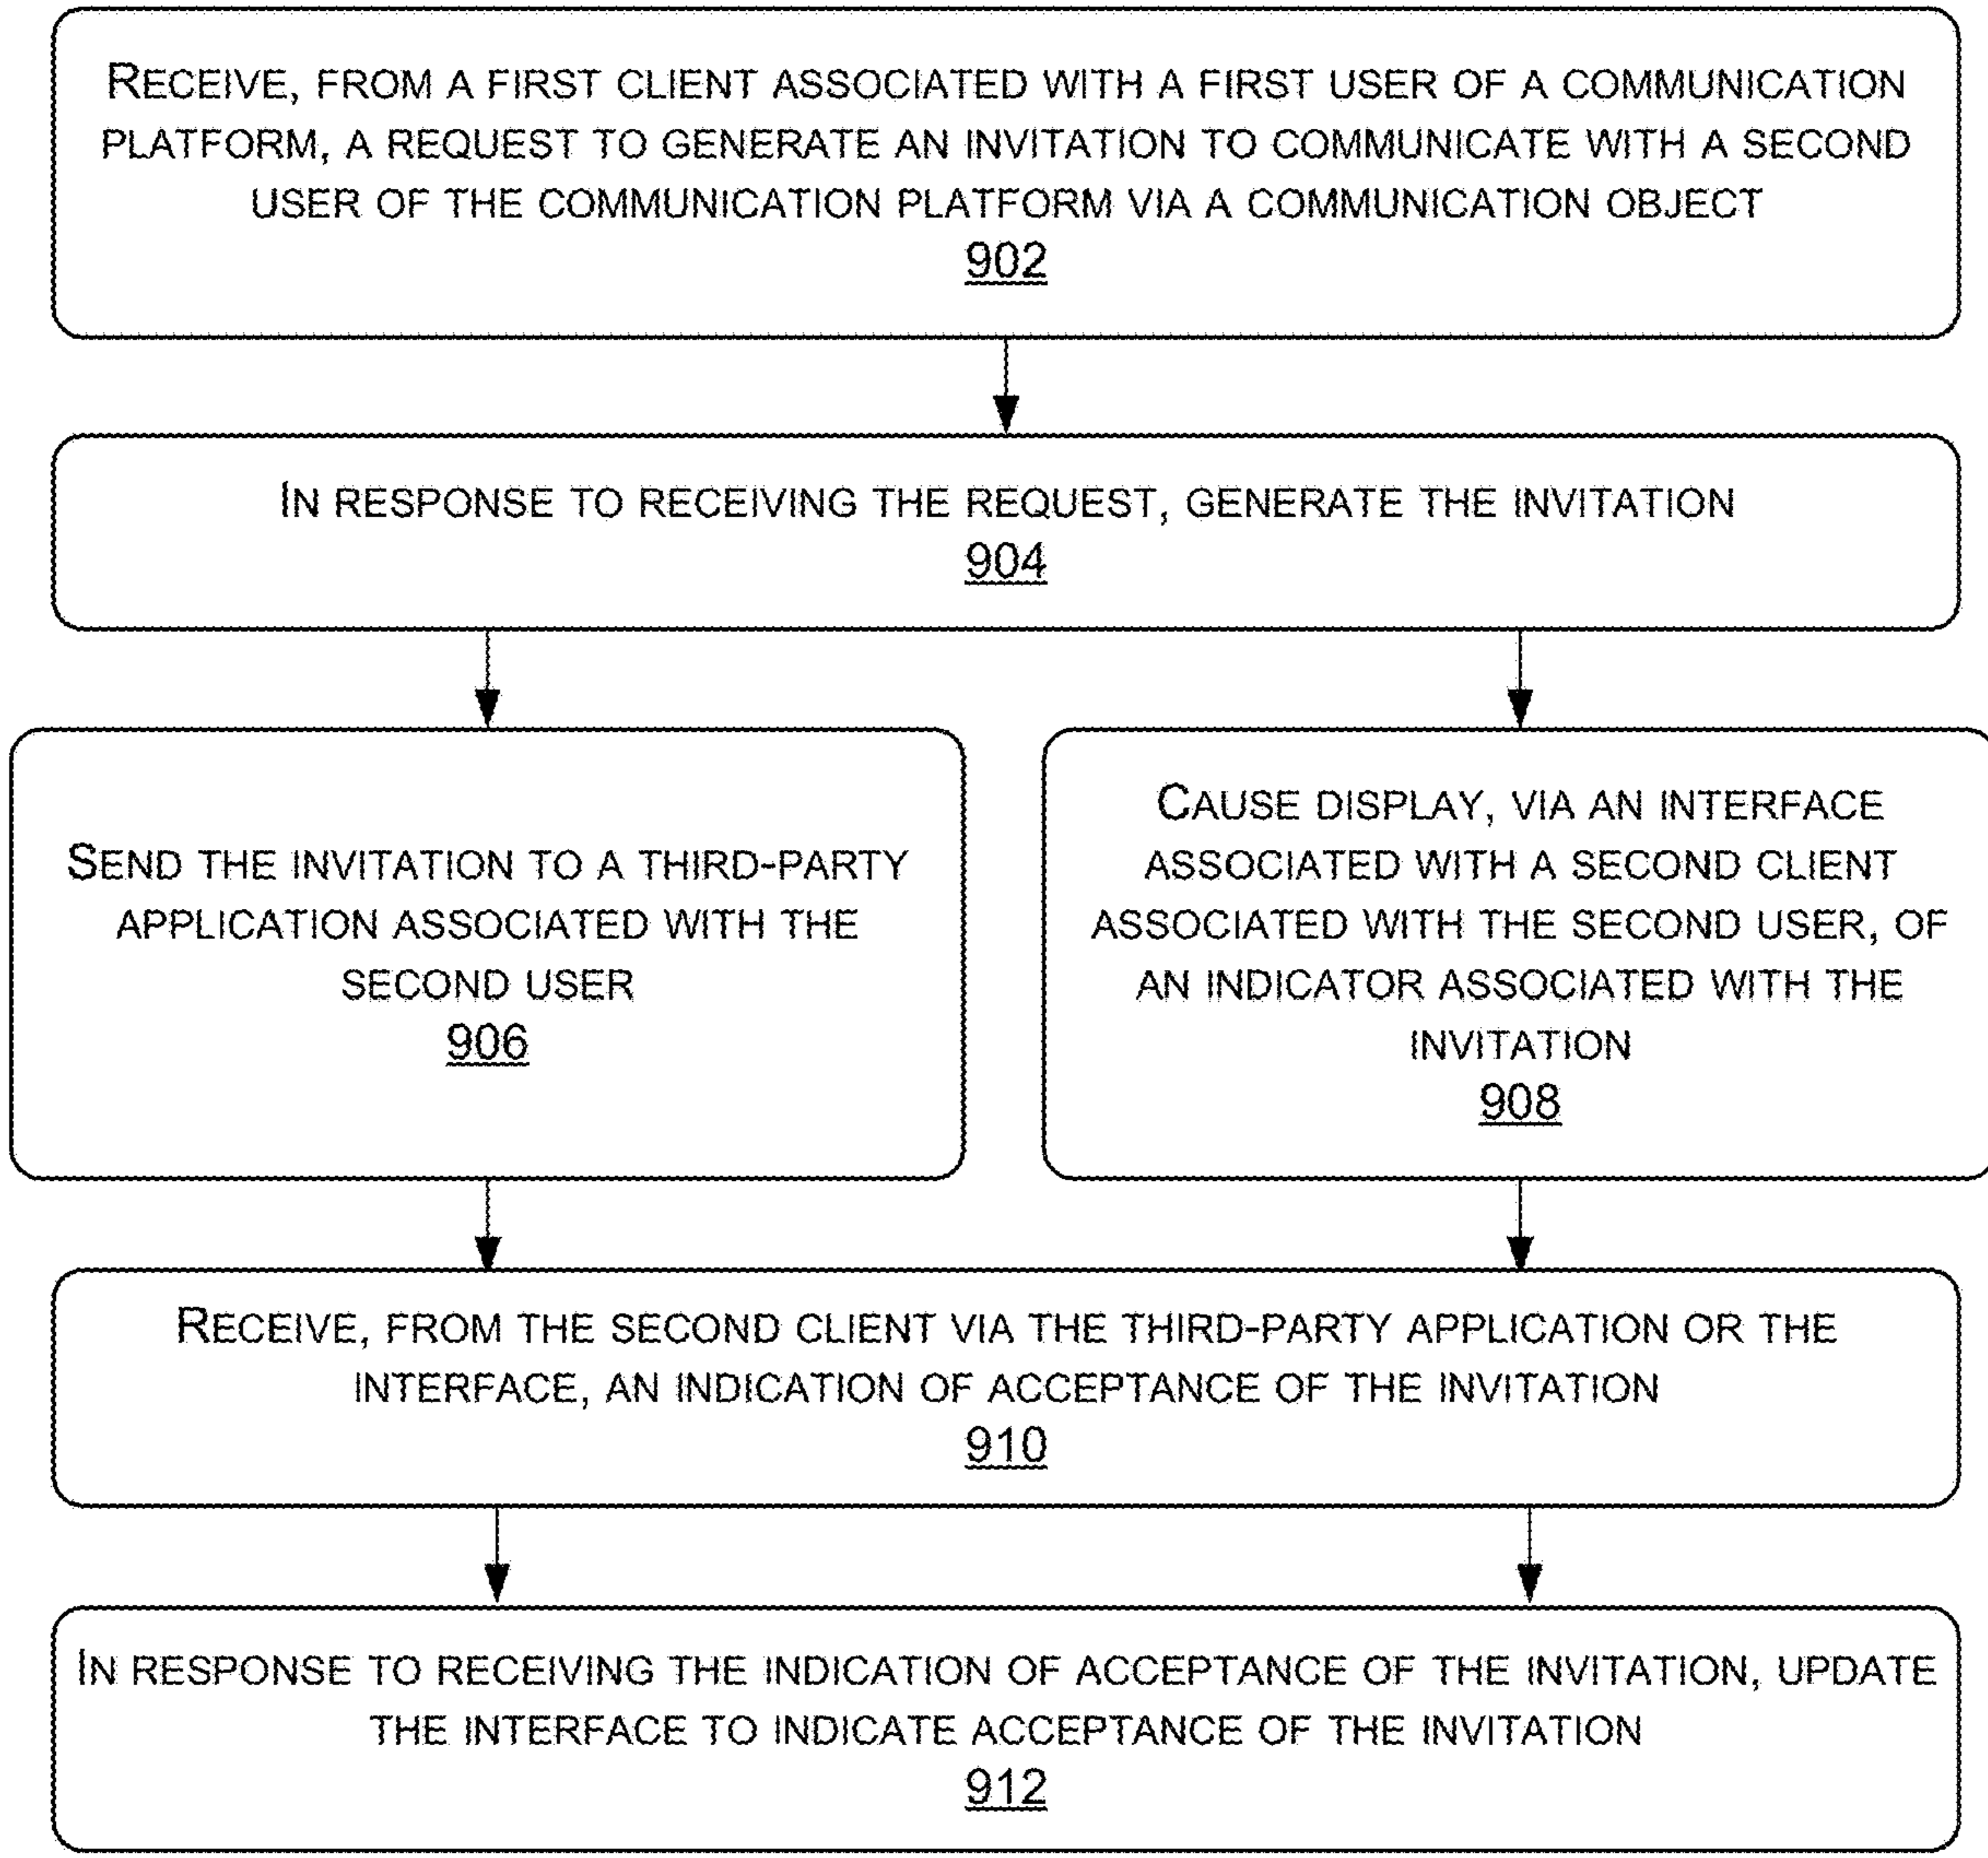 RECEIVE, FROM A FIRST CLIENT ASSOCIATED WITH A FIRST USER OF A COMMUNICATION
PLATFORM, A REQUEST TO GENERATE AN INVITATION TO COMMUNICATE WITH A SECOND
USER OF THE COMMUNICATION PLATFORM VIA A COMMUNICATION OBJECT
902
IN RESPONSE TO RECEIVING THE REQUEST, GENERATE THE INVITATION
904
SEND THE INVITATION TO A THIRD-PARTY
APPLICATION ASSOCIATED WITH THE
SECOND USER
906
CAUSE DISPLAY, VIA AN INTERFACE
ASSOCIATED WITH A SECOND CLIENT
ASSOCIATED WITH THE SECOND USER, OF
AN INDICATOR ASSOCIATED WITH THE
INVITATION
908
RECEIVE, FROM THE SECOND CLIENT VIA THE THIRD-PARTY APPLICATION OR THE
INTERFACE, AN INDICATION OF ACCEPTANCE OF THE INVITATION
910
IN RESPONSE TO RECEIVING THE INDICATION OF ACCEPTANCE OF THE INVITATION, UPDATE
THE INTERFACE TO INDICATE ACCEPTANCE OF THE INVITATION
912